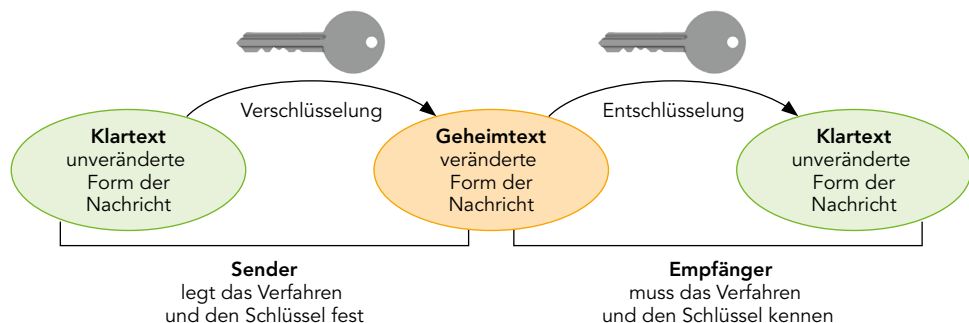 Verschlüsselung
Entschlüsselung
Klartext
unveränderte
Form der
Nachricht
Geheimtext
veränderte
Form der
Nachricht
Klartext
unveränderte
Form der
Nachricht
Sender
legt das Verfahren
und den Schlüssel fest
Empfänger
muss das Verfahren
und den Schlüssel kennen